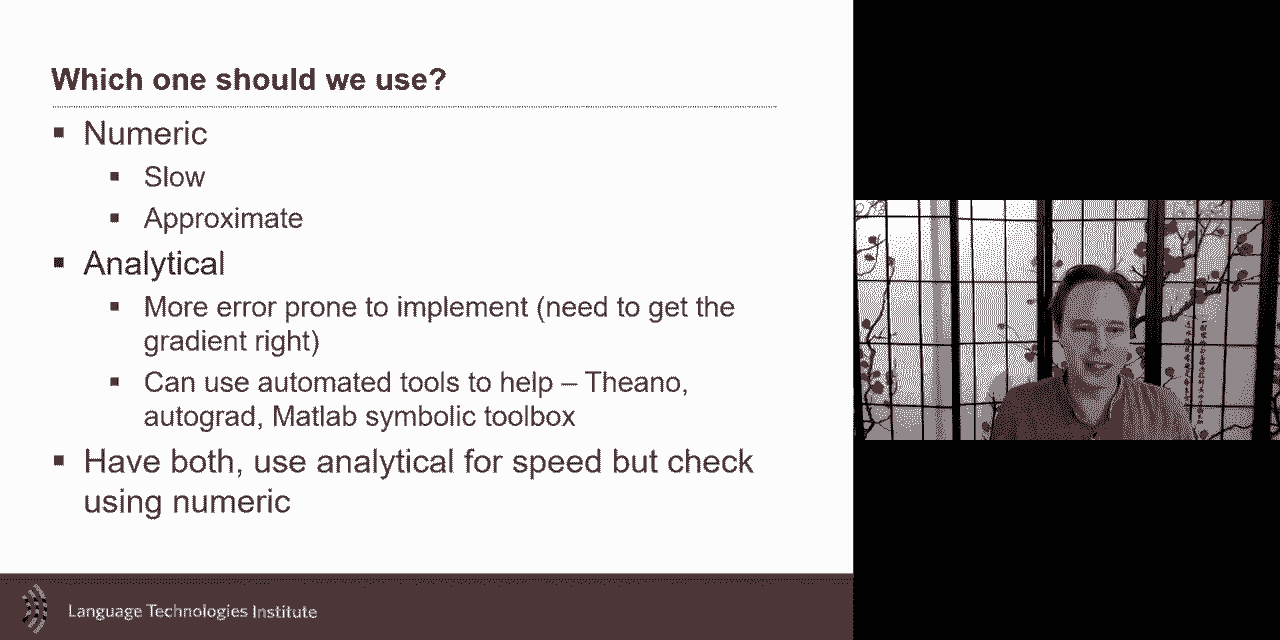 Which one should we use?
Numeric
Slow
Approximate
Analytical
More error prone to implement (need to get the
gradient right)
Can use automated tools to help – Theano,
autograd, Matlab symbolic toolbox
Have both, use analytical for speed but check
using numeric
Language Technologies Institute